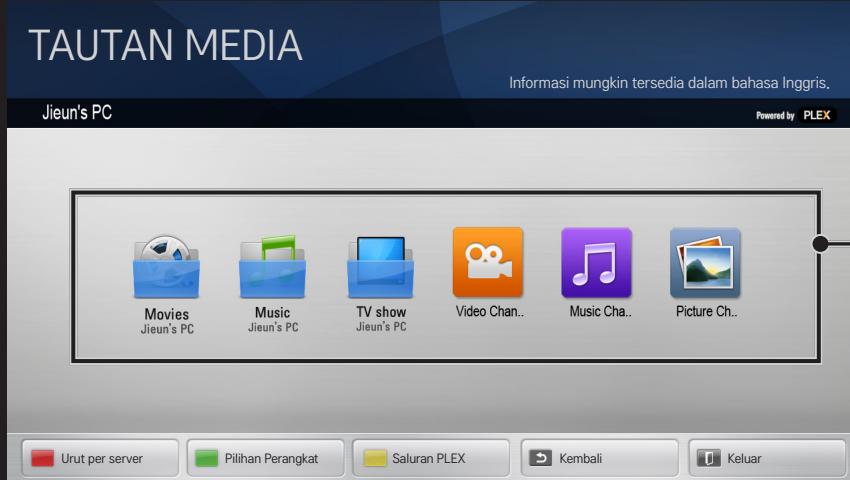 TAUTAN MEDIA
Informasi mungkin tersedia dalam bahasa Inggris.
Jieun's PC
Powered by PLEX
Movies
Jieun's PC
Music
Jieun's PC
TV show
Jieun's PC
Video Chan..
Music Cha..
Picture Ch..
Urut per server
Pilihan Perangkat
Saluran PLEX
Kembali
Keluar